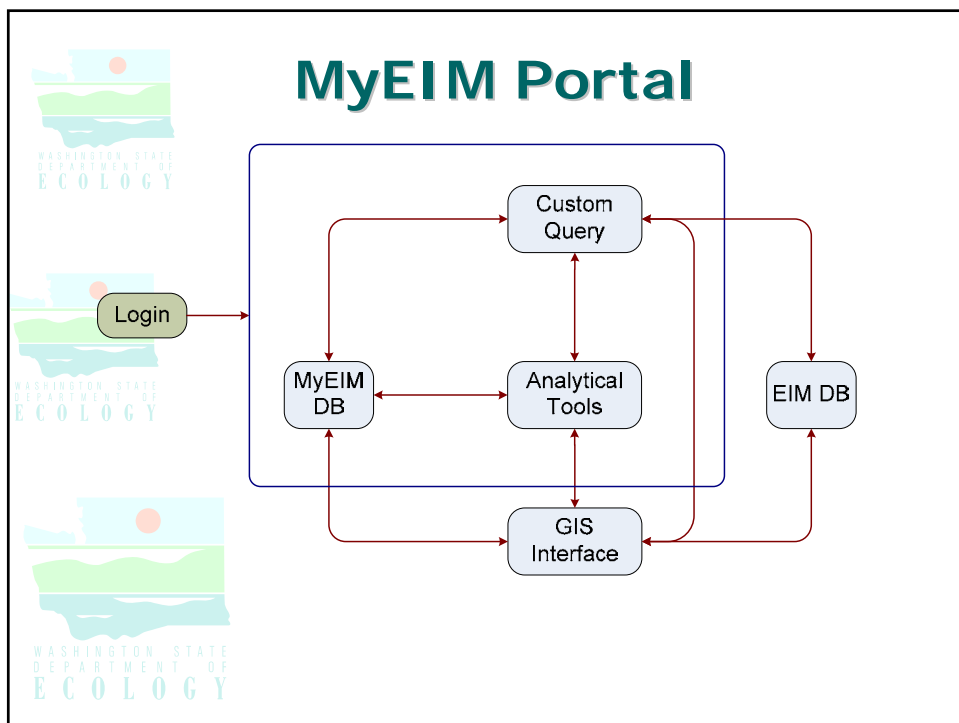 MyEIM Portal
WASHINGTON STATE
DEPARTMENT OF
ECOLOGY
Custom
Query
Login
WASHINGTON STATE
DEPARTMENT OF
ECOLOGY
MyEIM
DB
Analytical
Tools
EIM DB
GIS
Interface
WASHINGTON STATE
DEPARTMENT OF
ECOLOGY